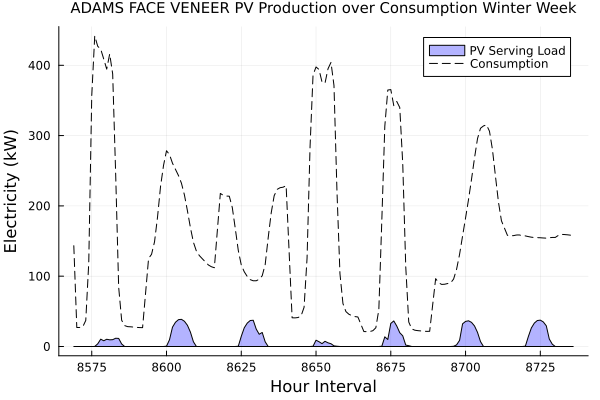 ADAMS FACE VENEER PV Production over Consumption Winter Week
PV Serving Load
Consumption
Electricity (kW)
400
300
200
100
0
8575 8600 8625 8650 8675 8700 8725
Hour Interval